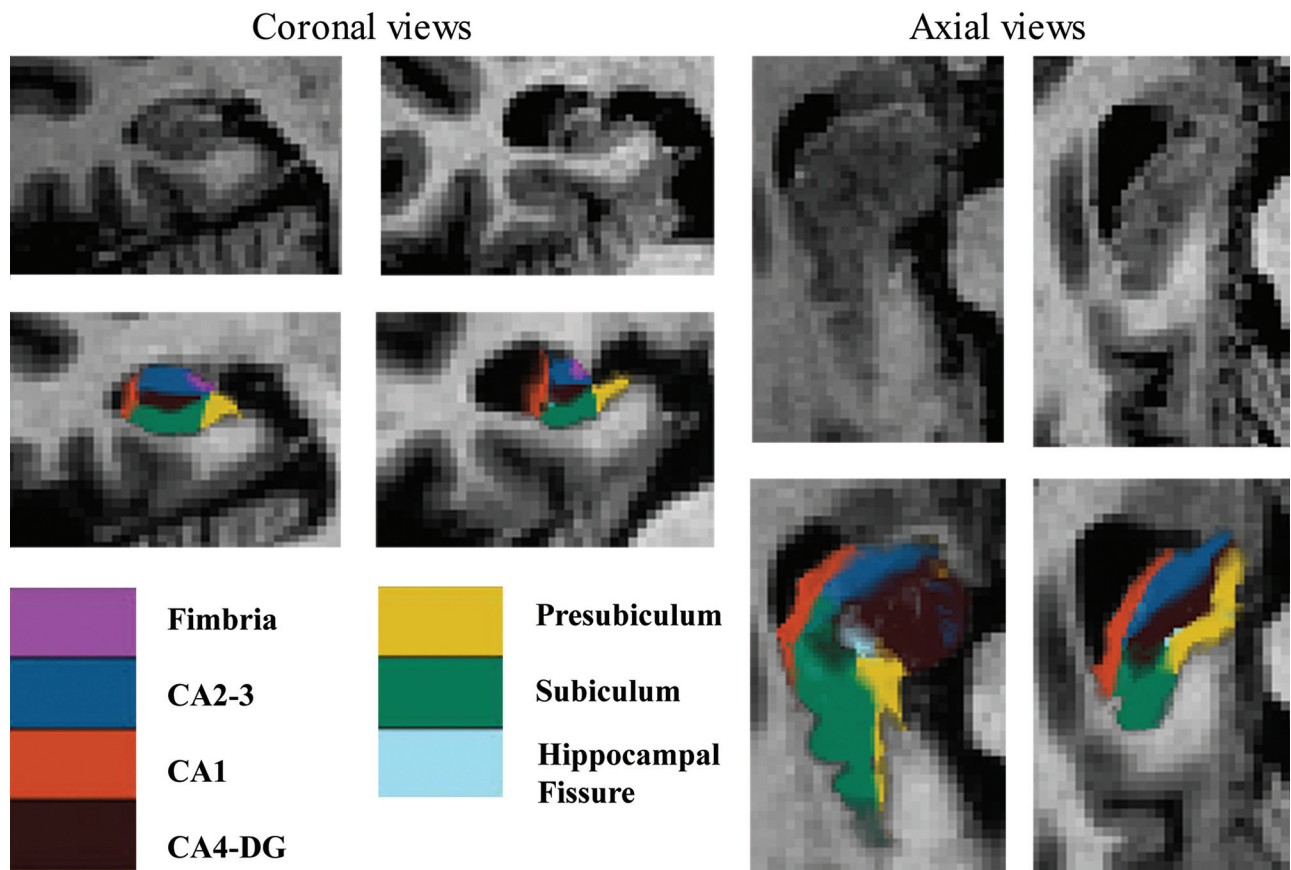 Coronal views
Axial views
Fimbria
CA2-3
CA1
CA4-DG
Presubiculum
Subiculum
Hippocampal
Fissure